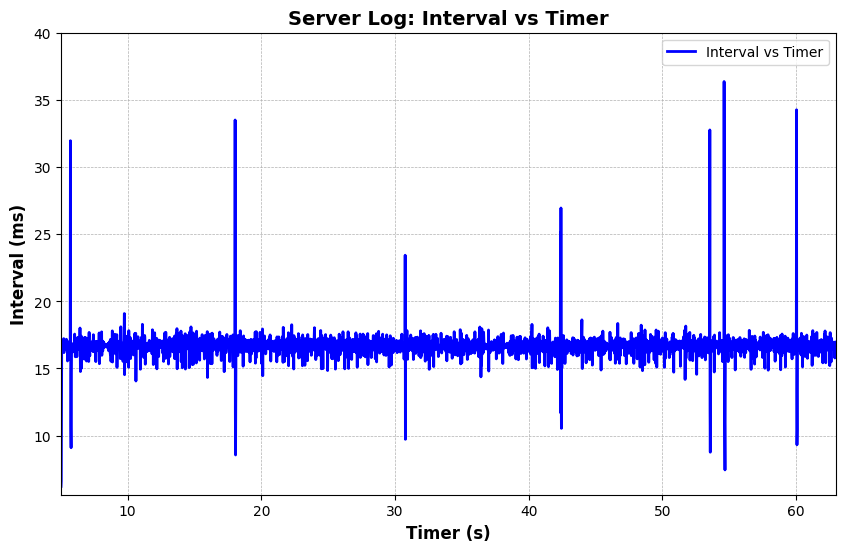 Server Log: Interval vs Timer
Interval vs Timer
40
35
30
25
20
15
10
Interval (ms)
10 20 30 40 50 60
Timer (s)